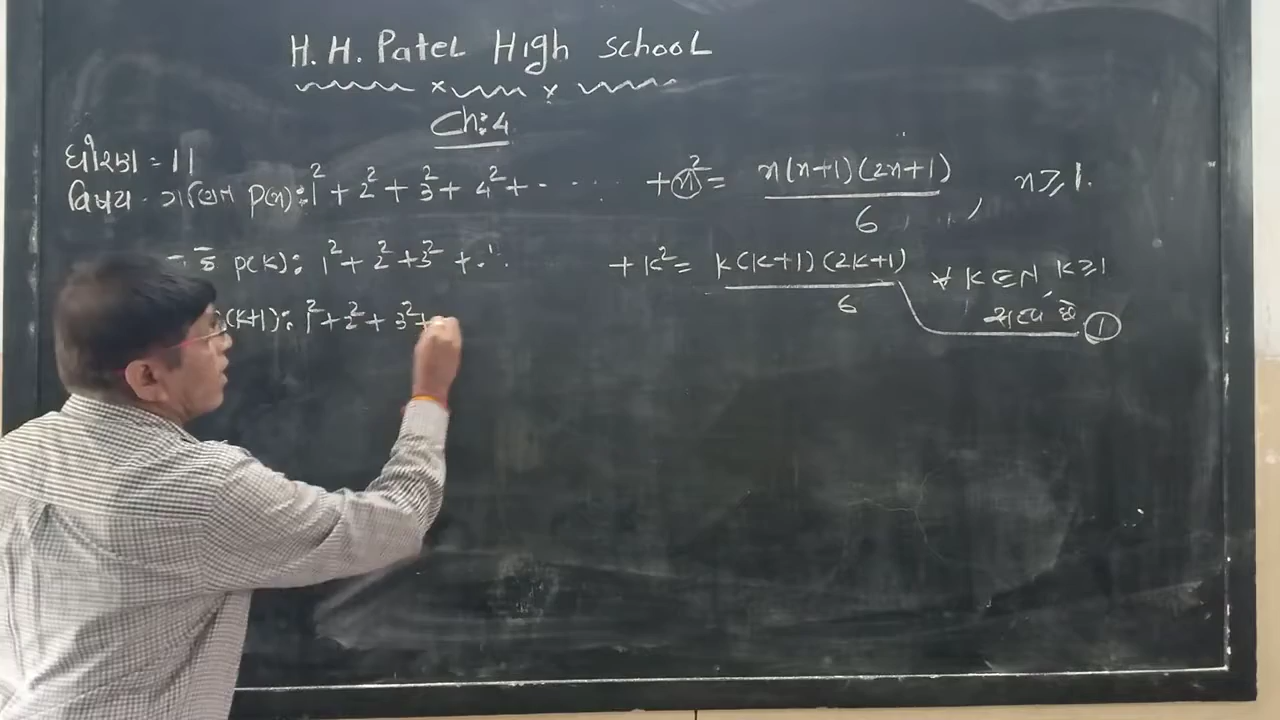 H. H. Patel High School
Ch: 4
ધોરણ = 11
વિષય - ગણિત P(n): 1² + 2² + 3² + 4² + - ..... + n² = n(n+1)(2n+1) / 6 , n ≥ 1.
P(k): 1² + 2² + 3² + ... + k² = k(k+1)(2k+1) / 6 ∀ k ∈ N, k ≥ 1
સત્ય છે ①
(k+1): 1² + 2² + 3² +